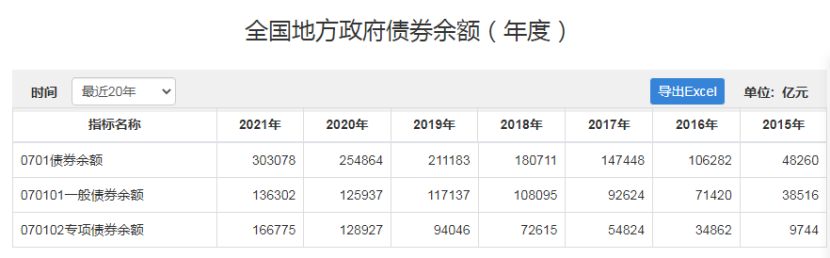 全国地方政府债券余额（年度）
时间 最近20年 导出Excel 单位：亿元
指标名称 2021年 2020年 2019年 2018年 2017年 2016年 2015年
0701债券余额 303078 254864 211183 180711 147448 106282 48260
070101一般债券余额 136302 125937 117137 108095 92624 71420 38516
070102专项债券余额 166775 128927 94046 72615 54824 34862 9744